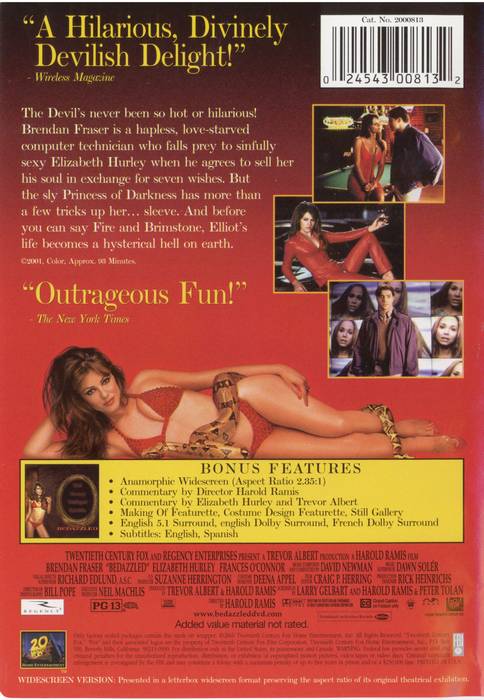 "A Hilarious, Divinely
Devilish Delight!"
- Wireless Magazine
Cat. No. 2000813
0 24543 00813 2
The Devil's never been so hot or hilarious!
Brendan Fraser is a hapless, love-starved
computer technician who falls prey to sinfully
sexy Elizabeth Hurley when he agrees to sell her
his soul in exchange for seven wishes. But
the sly Princess of Darkness has more than
a few tricks up her... sleeve. And before
you can say Fire and Brimstone, Elliot's
life becomes a hysterical hell on earth.
©2001. Color. Approx. 93 Minutes.
"Outrageous Fun!"
- The New York Times
BEDAZZLED
BONUS FEATURES
• Anamorphic Widescreen (Aspect Ratio 2.35:1)
• Commentary by Director Harold Ramis
• Commentary by Elizabeth Hurley and Trevor Albert
• Making Of Featurette, Costume Design Featurette, Still Gallery
• English 5.1 Surround, english Dolby Surround, French Dolby Surround
• Subtitles: English, Spanish
TWENTIETH CENTURY FOX AND REGENCY ENTERPRISES PRESENT A TREVOR ALBERT PRODUCTION A HAROLD RAMIS FILM
BRENDAN FRASER "BEDAZZLED" ELIZABETH HURLEY FRANCES O'CONNOR DAVID NEWMAN DAWN SOLÉR
RICHARD EDLUND, A.S.C. SUZANNE HERRINGTON DEENA APPEL CRAIG P. HERRING RICK HEINRICHS
BILL POPE NEIL MACHLIS TREVOR ALBERT & HAROLD RAMIS LARRY GELBART AND HAROLD RAMIS & PETER TOLAN
HAROLD RAMIS
REGENCY
PG-13
www.bedazzleddvd.com
Added value material not rated.
20
WIDESCREEN VERSION: Presented in a letterbox widescreen format preserving the aspect ratio of its original theatrical exhibition.